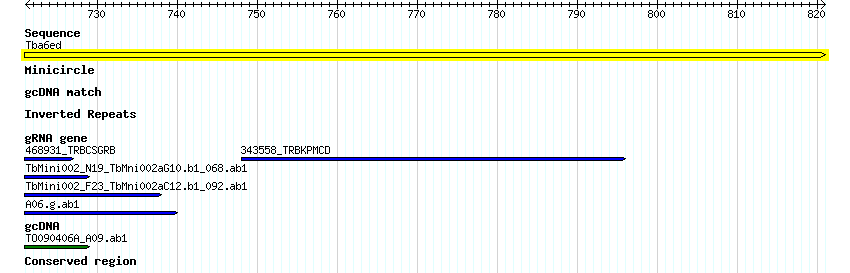 730 740 750 760 770 780 790 800 810 820
Sequence
Tba6ed
Minicircle
gcDNA match
Inverted Repeats
gRNA gene
468931_TRBCSGRB 343558_TRBKPMCD
TbMini002_N19_TbMni002aG10.b1_068.ab1
TbMini002_F23_TbMni002aC12.b1_092.ab1
A06.g.ab1
gcDNA
TO090406A_A09.ab1
Conserved region